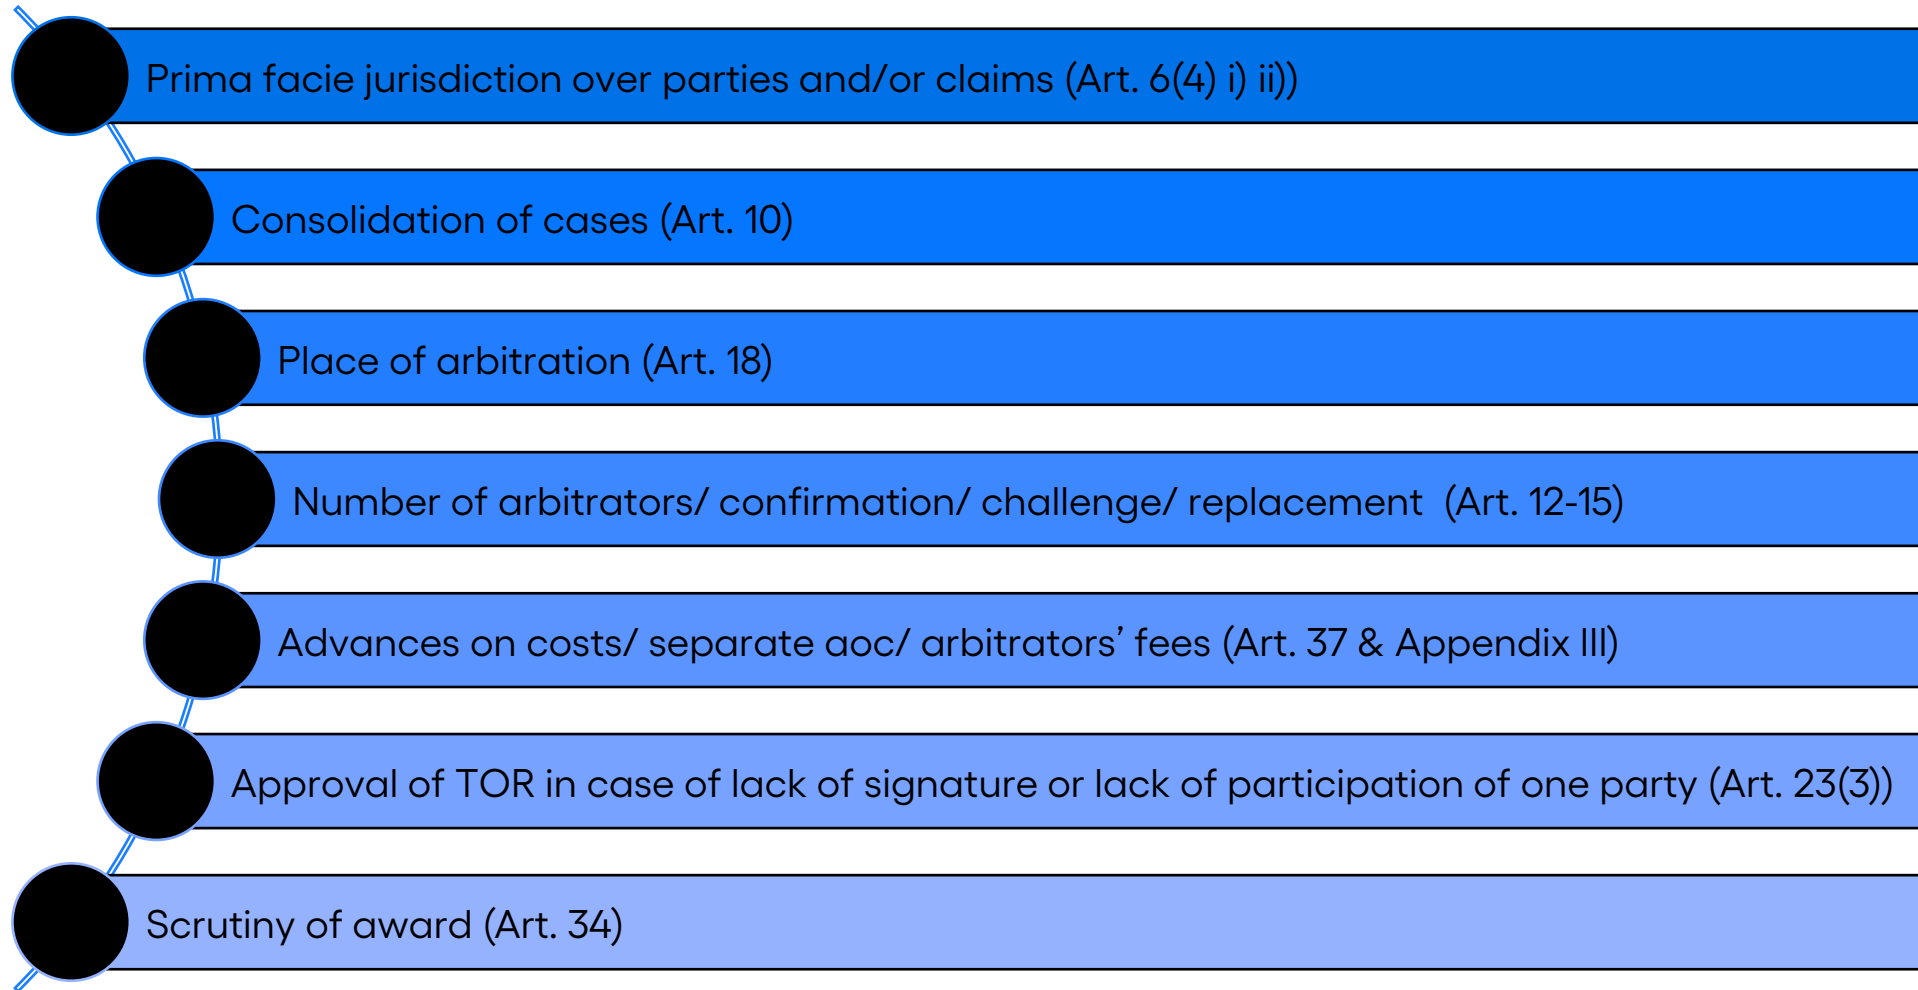 Prima facie jurisdiction over parties and/or claims (Art. 6(4) i) ii))
Consolidation of cases (Art. 10)
Place of arbitration (Art. 18)
Number of arbitrators/ confirmation/ challenge/ replacement  (Art. 12-15)
Advances on costs/ separate aoc/ arbitrators’ fees (Art. 37 & Appendix III)
Approval of TOR in case of lack of signature or lack of participation of one party (Art. 23(3))
Scrutiny of award (Art. 34)